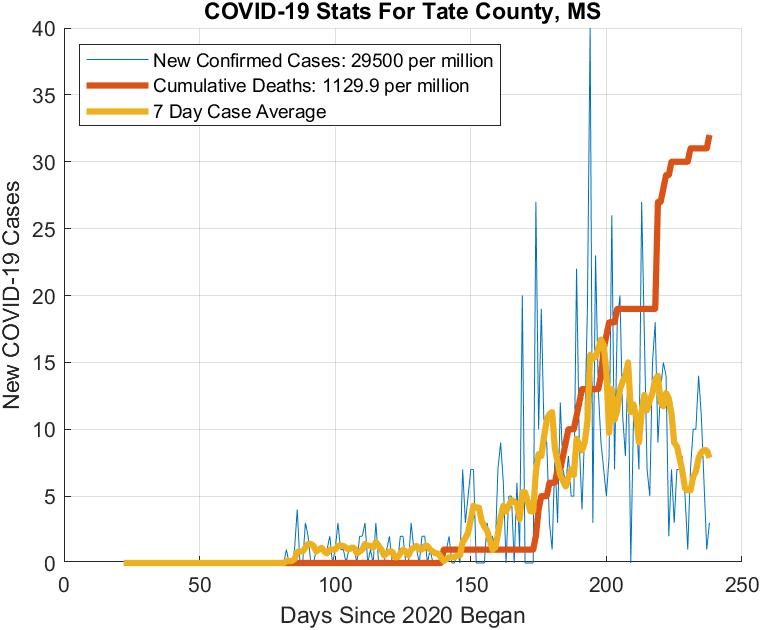 COVID-19 Stats For Tate County, MS
New Confirmed Cases: 29500 per million
Cumulative Deaths: 1129.9 per million
7 Day Case Average
New COVID-19 Cases
40
35
30
25
20
15
10
5
0
0 50 100 150 200 250
Days Since 2020 Began